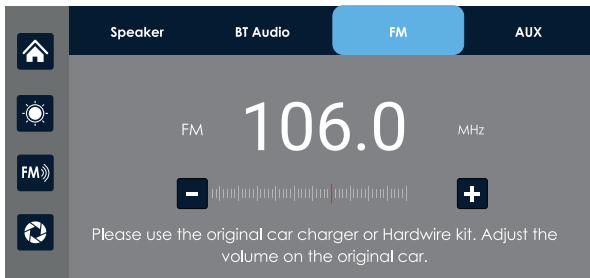 Speaker BT Audio FM AUX
FM 106.0 MHz
FM
- +
Please use the original car charger or Hardwire kit. Adjust the
volume on the original car.